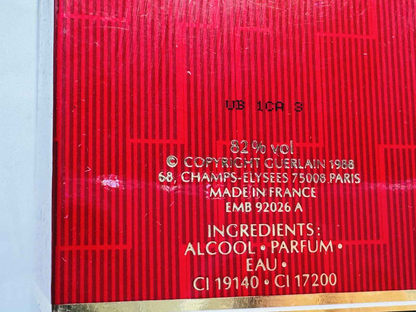 UB 1CA 3
82% vol
© COPYRIGHT GUERLAIN 1988
68, CHAMPS-ELYSEES 75008 PARIS
MADE IN FRANCE
EMB 92026 A
INGREDIENTS:
ALCOOL • PARFUM •
EAU •
CI 19140 • CI 17200